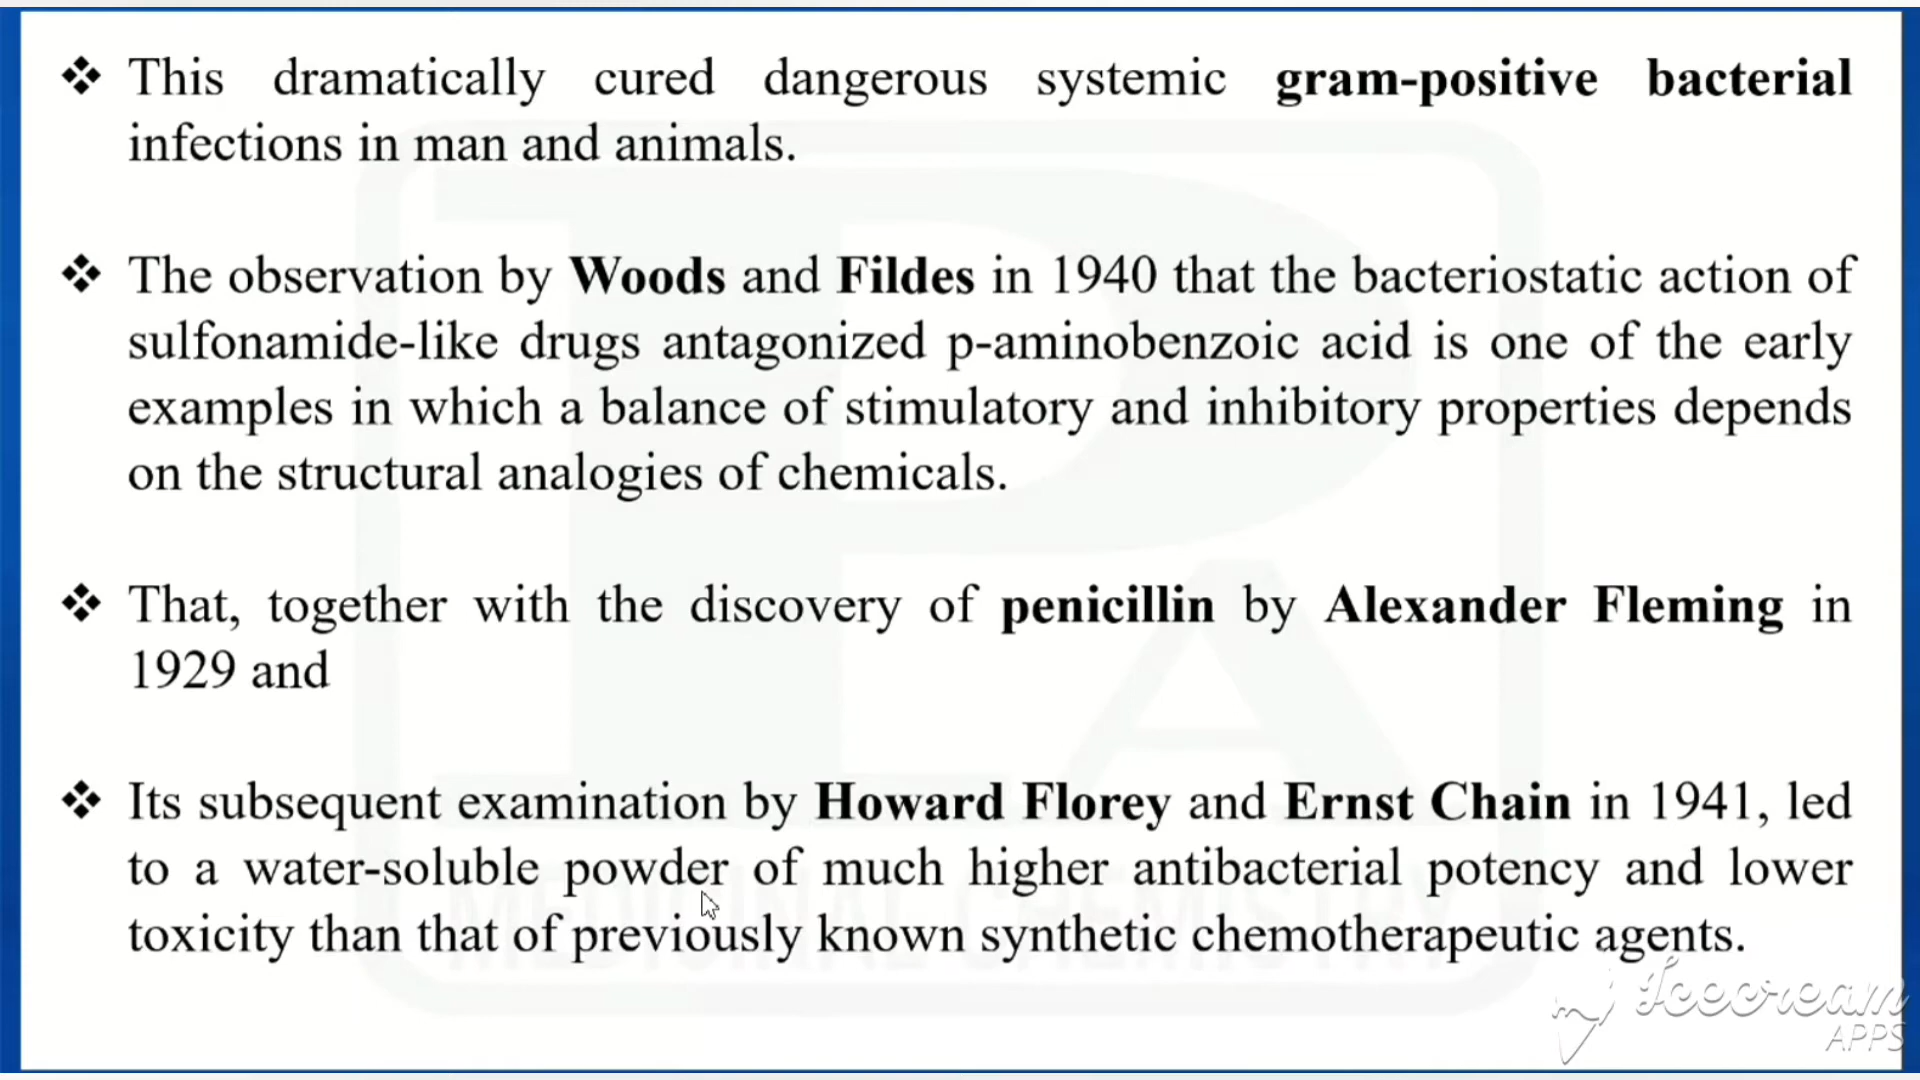 ❖ This dramatically cured dangerous systemic gram-positive bacterial
infections in man and animals.
❖ The observation by Woods and Fildes in 1940 that the bacteriostatic action of
sulfonamide-like drugs antagonized p-aminobenzoic acid is one of the early
examples in which a balance of stimulatory and inhibitory properties depends
on the structural analogies of chemicals.
❖ That, together with the discovery of penicillin by Alexander Fleming in
1929 and
❖ Its subsequent examination by Howard Florey and Ernst Chain in 1941, led
to a water-soluble powder of much higher antibacterial potency and lower
toxicity than that of previously known synthetic chemotherapeutic agents.
PA
MEDICINAL CHEMISTRY
Icecream
APPS